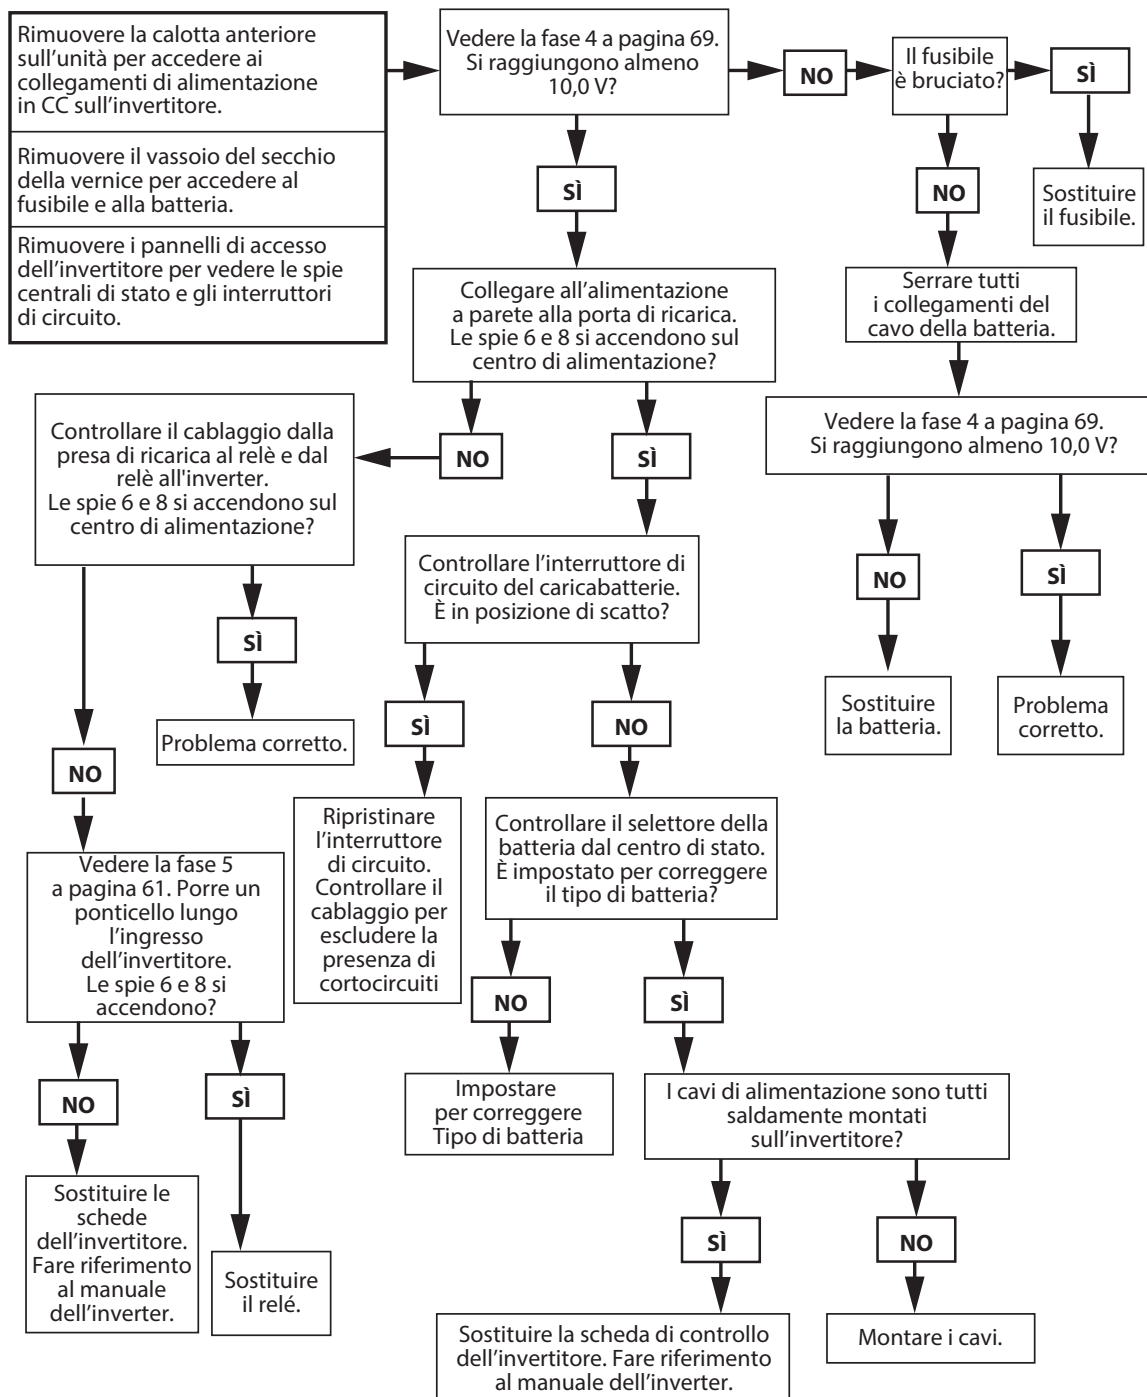 Rimuovere la calotta anteriore
sull'unità per accedere ai
collegamenti di alimentazione
in CC sull'invertitore.
Rimuovere il vassoio del secchio
della vernice per accedere al
fusibile e alla batteria.
Rimuovere i pannelli di accesso
dell'invertitore per vedere le spie
centrali di stato e gli interruttori
di circuito.
Vedere la fase 4 a pagina 69.
Si raggiungono almeno
10,0 V?
NO
Il fusibile
è bruciato?
SÌ
Sostituire
il fusibile.
NO
Serrare tutti
i collegamenti del
cavo della batteria.
Vedere la fase 4 a pagina 69.
Si raggiungono almeno 10,0 V?
NO
Sostituire
la batteria.
SÌ
Problema
corretto.
SÌ
Collegare all'alimentazione
a parete alla porta di ricarica.
Le spie 6 e 8 si accendono sul
centro di alimentazione?
NO
Controllare il cablaggio dalla
presa di ricarica al relè e dal
relè all'inverter.
Le spie 6 e 8 si accendono sul
centro di alimentazione?
SÌ
Problema corretto.
NO
Vedere la fase 5
a pagina 61. Porre un
ponticello lungo
l'ingresso
dell'invertitore.
Le spie 6 e 8 si
accendono?
NO
Sostituire le
schede
dell'invertitore.
Fare riferimento
al manuale
dell'inverter.
SÌ
Sostituire
il relé.
SÌ
Controllare l'interruttore di
circuito del caricabatterie.
È in posizione di scatto?
SÌ
Ripristinare
l'interruttore
di circuito.
Controllare il
cablaggio per
escludere la
presenza di
cortocircuiti
NO
Controllare il selettore della
batteria dal centro di stato.
È impostato per correggere
il tipo di batteria?
NO
Impostare
per correggere
Tipo di batteria
SÌ
I cavi di alimentazione sono tutti
saldamente montati
sull'invertitore?
SÌ
Sostituire la scheda di controllo
dell'invertitore. Fare riferimento
al manuale dell'inverter.
NO
Montare i cavi.